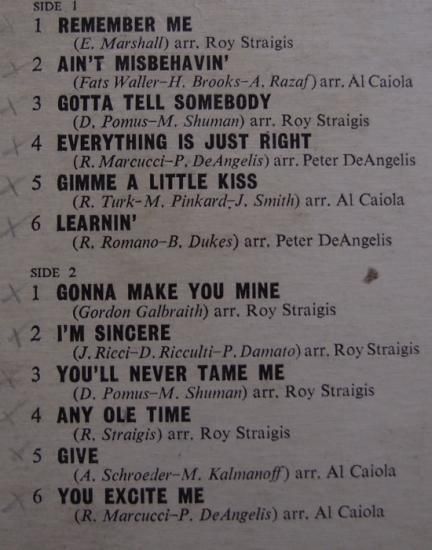 SIDE 1
1 REMEMBER ME
(E. Marshall) arr. Roy Straigis
2 AIN'T MISBEHAVIN'
(Fats Waller-H. Brooks-A. Razaf) arr. Al Caiola
3 GOTTA TELL SOMEBODY
(D. Pomus-M. Shuman) arr. Roy Straigis
4 EVERYTHING IS JUST RIGHT
(R. Marcucci-P. DeAngelis) arr. Peter DeAngelis
5 GIMME A LITTLE KISS
(R. Turk-M. Pinkard-J. Smith) arr. Al Caiola
6 LEARNIN'
(R. Romano-B. Dukes) arr. Peter DeAngelis
SIDE 2
1 GONNA MAKE YOU MINE
(Gordon Galbraith) arr. Roy Straigis
2 I'M SINCERE
(J. Ricci-D. Ricculti-P. Damato) arr. Roy Straigis
3 YOU'LL NEVER TAME ME
(D. Pomus-M. Shuman) arr. Roy Straigis
4 ANY OLE TIME
(R. Straigis) arr. Roy Straigis
5 GIVE
(A. Schroeder-M. Kalmanoff) arr. Al Caiola
6 YOU EXCITE ME
(R. Marcucci-P. DeAngelis) arr. Al Caiola